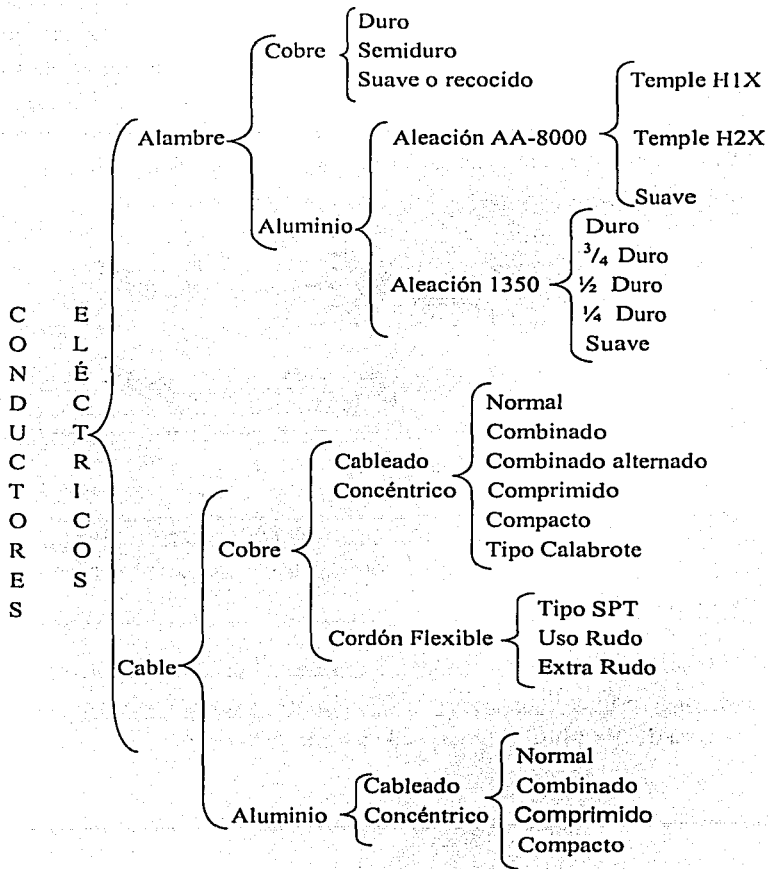 CONDUCTORES
ELÉCTRICOS
Alambre
Cobre
Duro
Semiduro
Suave o recocido
Aluminio
Aleación AA-8000
Temple H1X
Temple H2X
Suave
Aleación 1350
Duro
3/4 Duro
½ Duro
¼ Duro
Suave
Cable
Cobre
Cableado
Concéntrico
Normal
Combinado
Combinado alternado
Comprimido
Compacto
Tipo Calabrote
Cordón Flexible
Tipo SPT
Uso Rudo
Extra Rudo
Aluminio
Cableado
Concéntrico
Normal
Combinado
Comprimido
Compacto